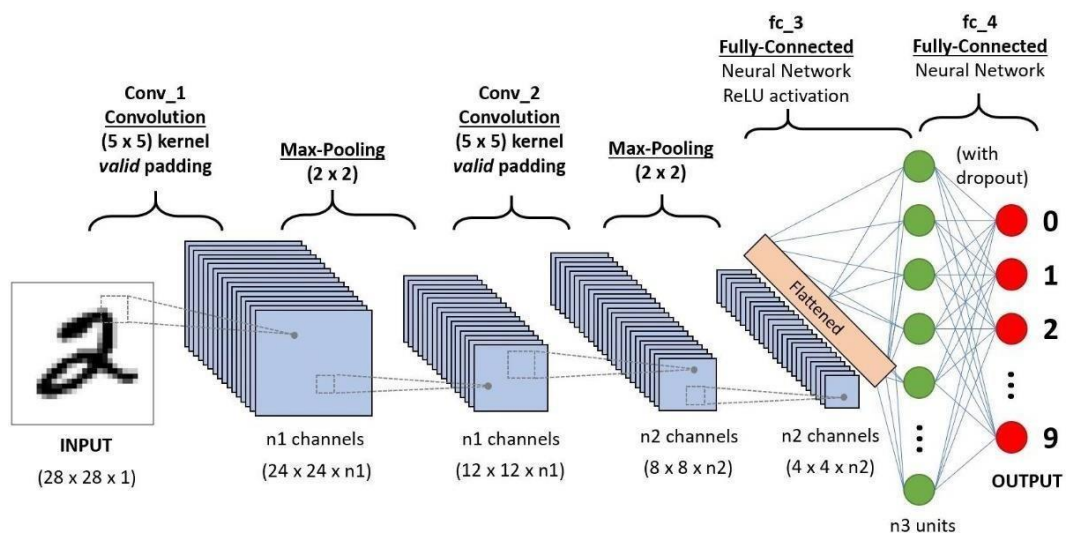 fc_3
Fully-Connected
Neural Network
ReLU activation
fc_4
Fully-Connected
Neural Network
Conv_1
Convolution
(5 x 5) kernel
valid padding
Max-Pooling
(2 x 2)
Conv_2
Convolution
(5 x 5) kernel
valid padding
Max-Pooling
(2 x 2)
(with
dropout)
Flattened
0
1
2
9
2
INPUT
(28 x 28 x 1)
n1 channels
(24 x 24 x n1)
n1 channels
(12 x 12 x n1)
n2 channels
(8 x 8 x n2)
n2 channels
(4 x 4 x n2)
n3 units
OUTPUT